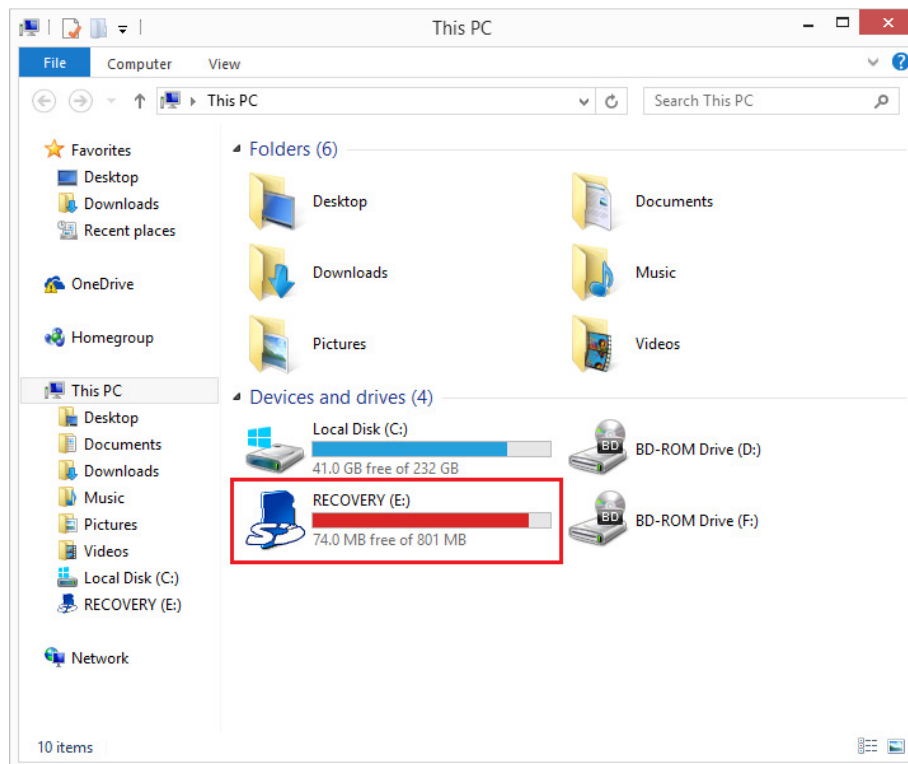 This PC
File Computer View
This PC Search This PC
Favorites
Desktop
Downloads
Recent places
OneDrive
Homegroup
This PC
Desktop
Documents
Downloads
Music
Pictures
Videos
Local Disk (C:)
RECOVERY (E:)
Network
Folders (6)
Desktop Documents
Downloads Music
Pictures Videos
Devices and drives (4)
Local Disk (C:)
41.0 GB free of 232 GB
BD
BD-ROM Drive (D:)
RECOVERY (E:)
74.0 MB free of 801 MB
BD
BD-ROM Drive (F:)
10 items